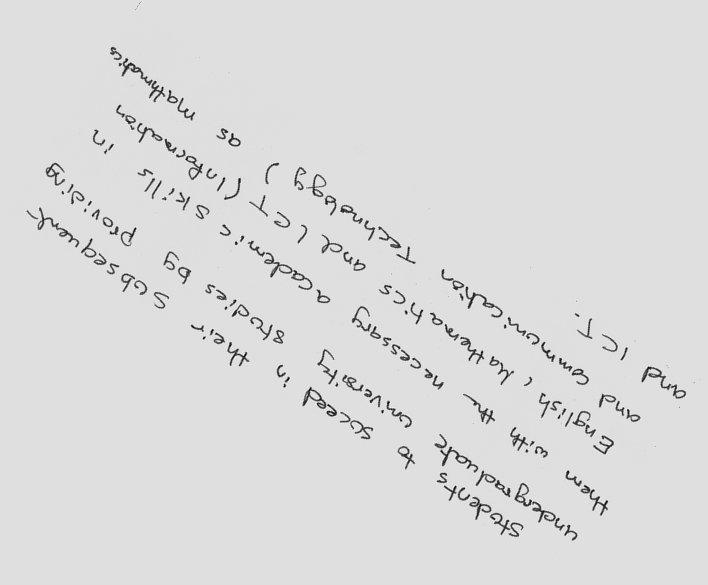 Students to succeed in their subsequent
undergraduate university studies by providing
them with the necessary academic skills in
English, Mathematics and ICT (Information
and Communication Technology) as mathmatics
and ICT.